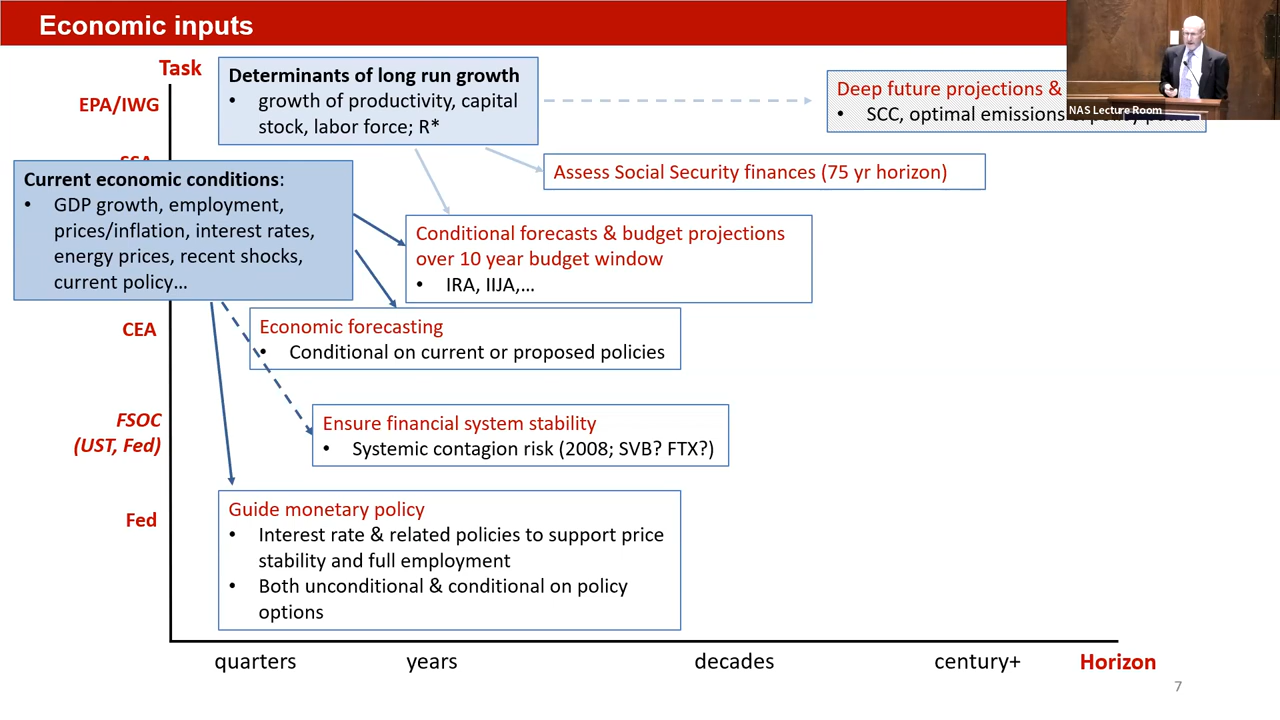 Economic inputs
Task
EPA/IWG
Determinants of long run growth
• growth of productivity, capital
stock, labor force; R*
Deep future projections &
• SCC, optimal emissions
NAS Lecture Room
SSA
Assess Social Security finances (75 yr horizon)
Current economic conditions:
• GDP growth, employment,
prices/inflation, interest rates,
energy prices, recent shocks,
current policy…
Conditional forecasts & budget projections
over 10 year budget window
• IRA, IIJA,…
CEA
Economic forecasting
• Conditional on current or proposed policies
FSOC
(UST, Fed)
Ensure financial system stability
• Systemic contagion risk (2008; SVB? FTX?)
Fed
Guide monetary policy
• Interest rate & related policies to support price
stability and full employment
• Both unconditional & conditional on policy
options
quarters
years
decades
century+
Horizon
7